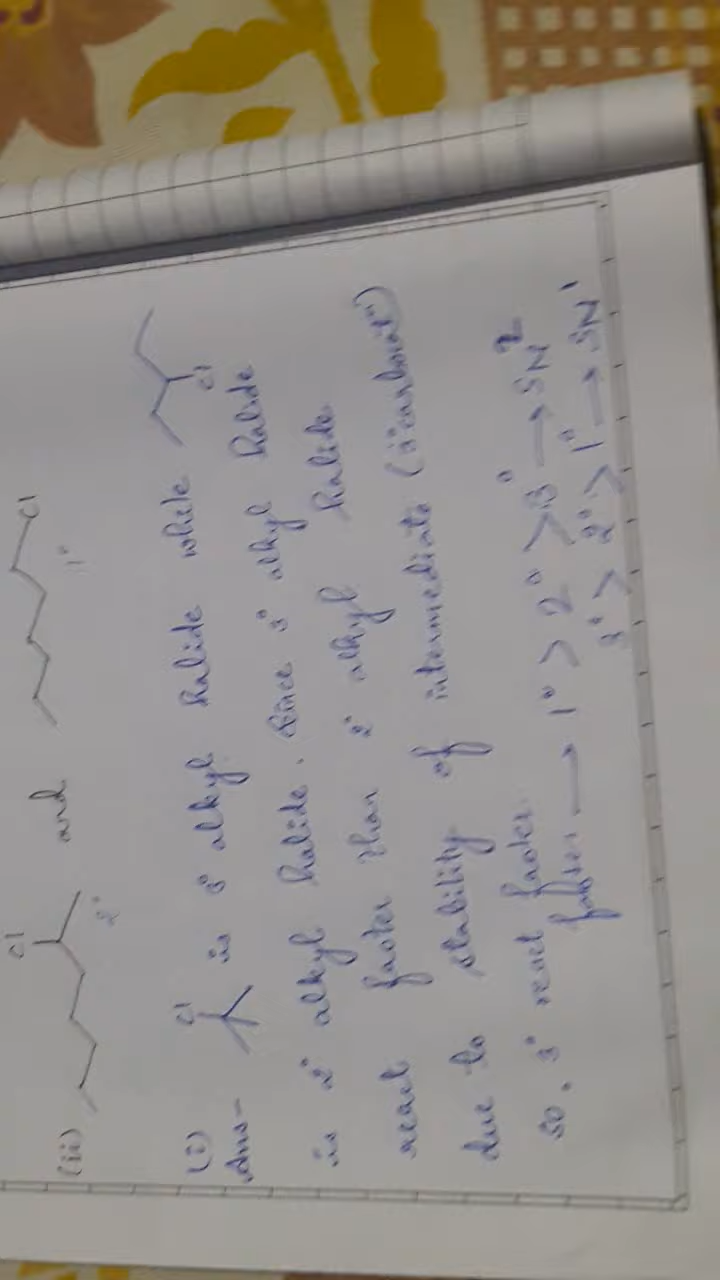 (ii) Cl 2° and Cl 1°
(i)
Ans- Cl is 3° alkyl halide while Cl
is 2° alkyl halide. Since 3° alkyl halide
react faster than 2° alkyl halide
due to stability of intermediate
so. 3° react faster.
faster → 1° > 2° > 3° → SN2
3° > 2° > 1° → SN1